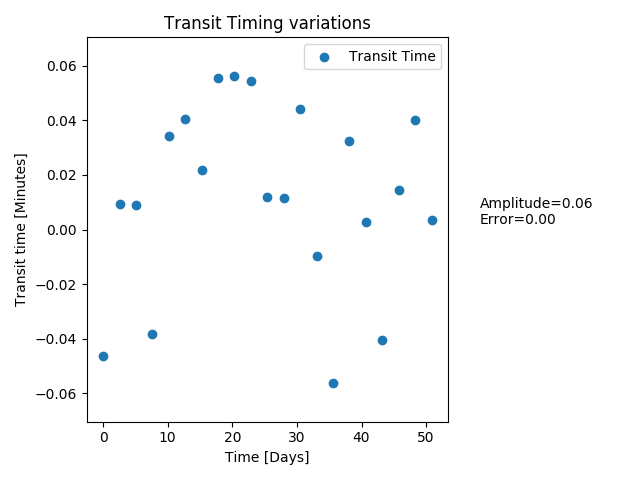 Transit Timing variations
Transit Time
0.06
0.04
0.02
0.00
−0.02
−0.04
−0.06
Transit time [Minutes]
0 10 20 30 40 50
Time [Days]
Amplitude=0.06
Error=0.00